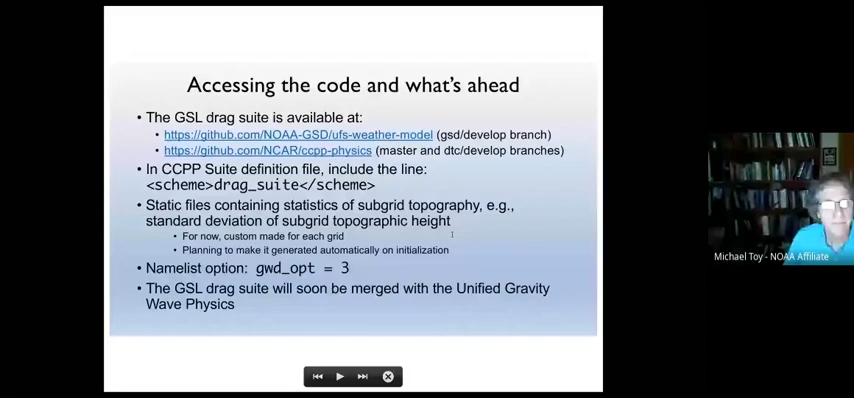 Accessing the code and what's ahead
• The GSL drag suite is available at:
• https://github.com/NOAA-GSD/ufs-weather-model (gsd/develop branch)
• https://github.com/NCAR/ccpp-physics (master and dtc/develop branches)
• In CCPP Suite definition file, include the line:
<scheme>drag_suite</scheme>
• Static files containing statistics of subgrid topography, e.g.,
standard deviation of subgrid topographic height
• For now, custom made for each grid
• Planning to make it generated automatically on initialization
• Namelist option: gwd_opt = 3
• The GSL drag suite will soon be merged with the Unified Gravity
Wave Physics
Michael Toy - NOAA Affiliate